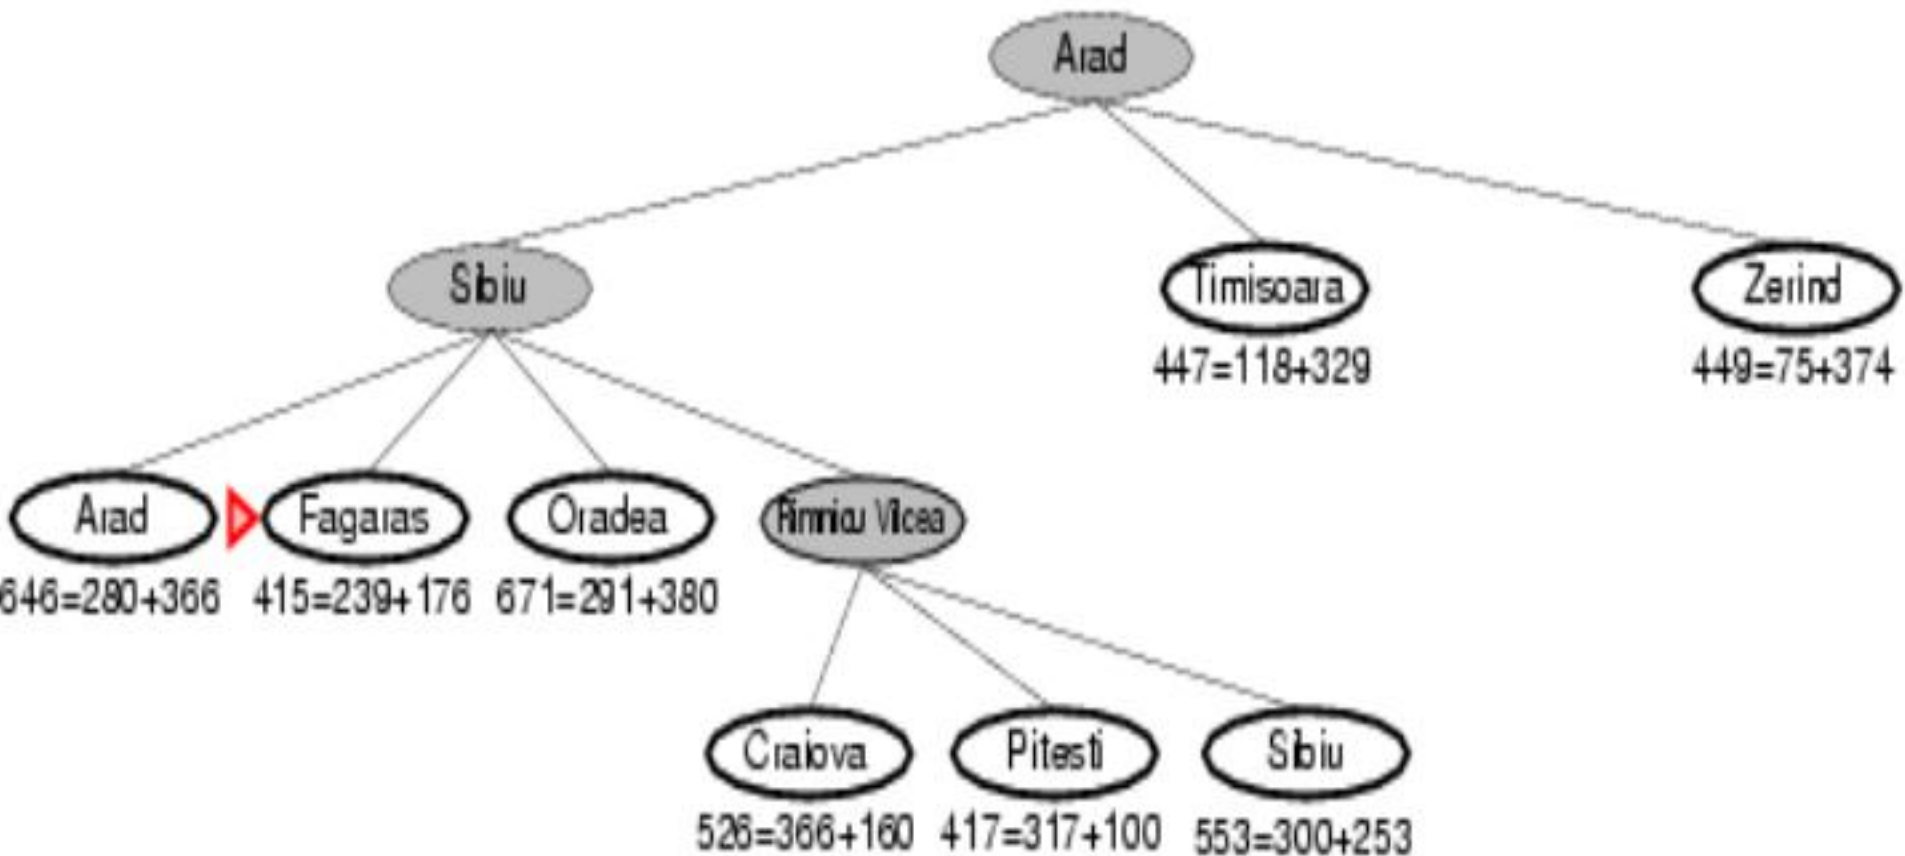 Arad
Sibiu
Timisoara
Zerind
447=118+329
449=75+374
Arad
Fagaras
Oradea
Rimnicu Vilcea
646=280+366
415=239+176
671=291+380
Craiova
Pitesti
Sibiu
526=366+160
417=317+100
553=300+253